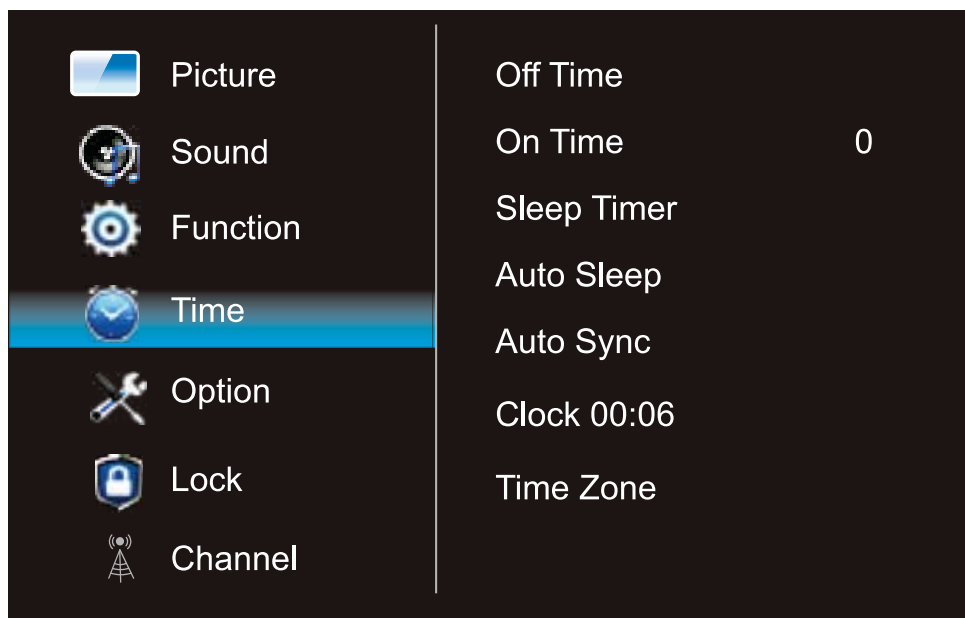 Picture
Sound
Function
Time
Option
Lock
Channel
Off Time
On Time 0
Sleep Timer
Auto Sleep
Auto Sync
Clock 00:06
Time Zone